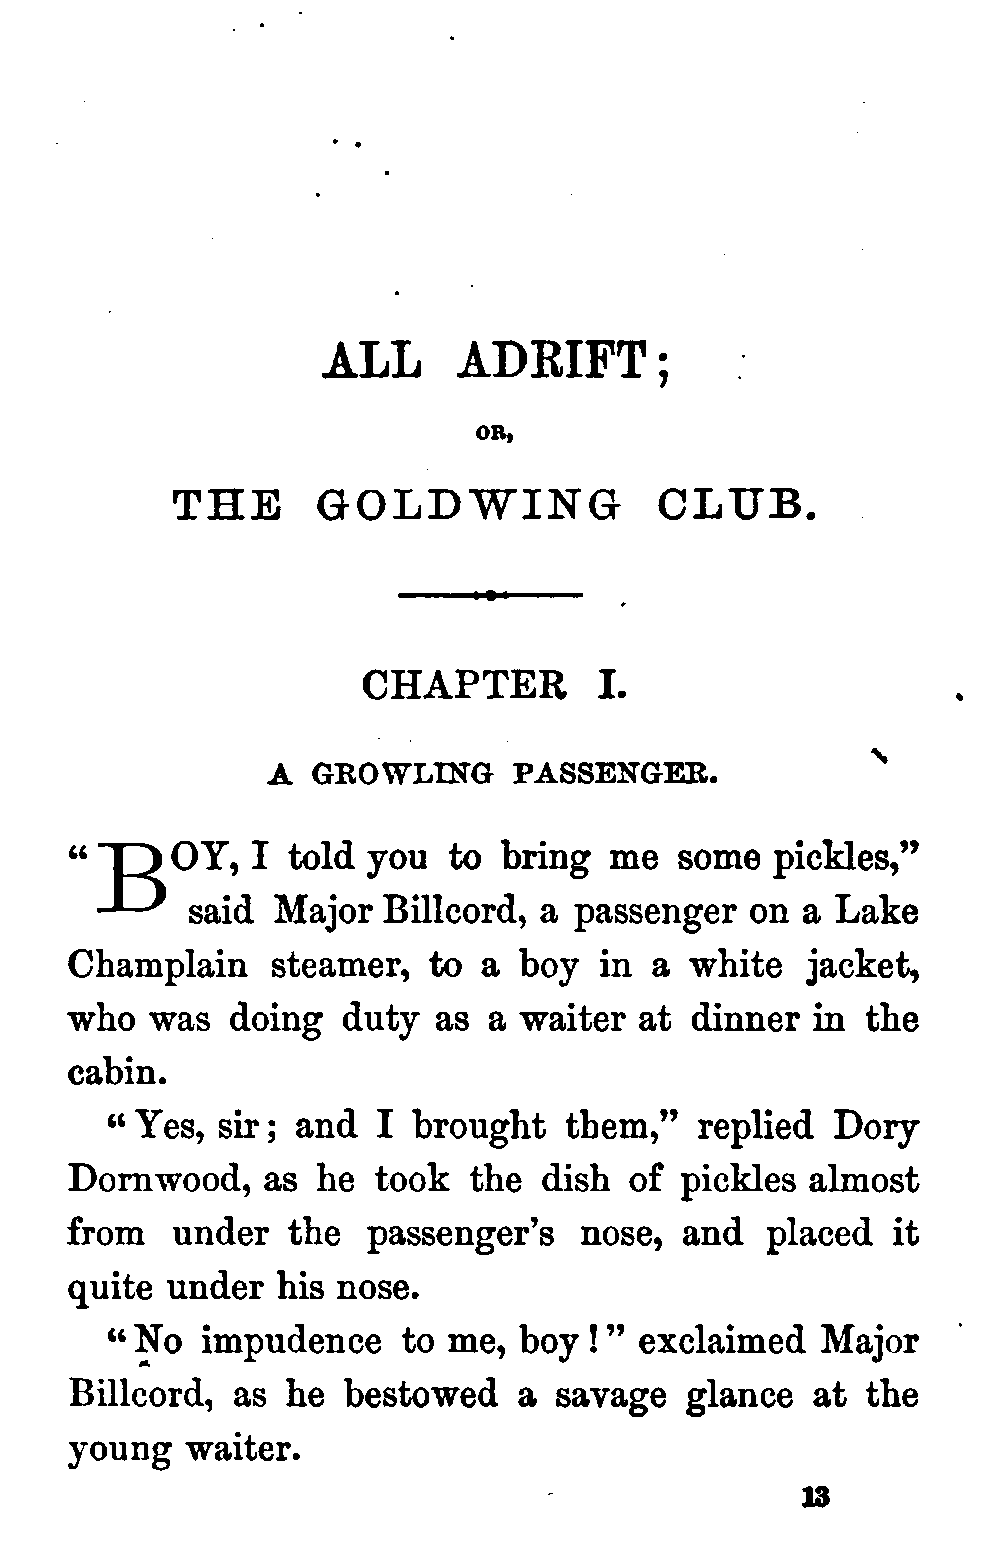 ALL ADRIFT;
OR,
THE GOLDWING CLUB.
CHAPTER I.
A GROWLING PASSENGER.
“BOY, I told you to bring me some pickles,”
said Major Billcord, a passenger on a Lake
Champlain steamer, to a boy in a white jacket,
who was doing duty as a waiter at dinner in the
cabin.
“Yes, sir; and I brought them,” replied Dory
Dornwood, as he took the dish of pickles almost
from under the passenger’s nose, and placed it
quite under his nose.
“No impudence to me, boy!” exclaimed Major
Billcord, as he bestowed a savage glance at the
young waiter.
13